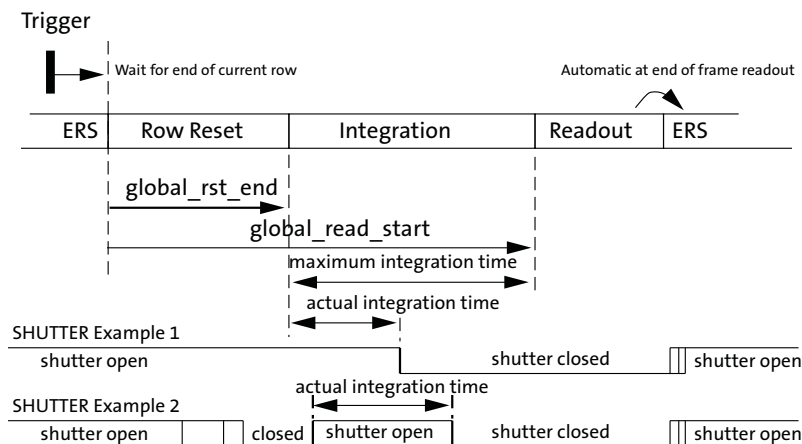 Trigger
Wait for end of current row
Automatic at end of frame readout
ERS Row Reset Integration Readout ERS
global_rst_end
global_read_start
maximum integration time
actual integration time
SHUTTER Example 1
shutter open shutter closed shutter open
actual integration time
SHUTTER Example 2
shutter open closed shutter open shutter closed shutter open